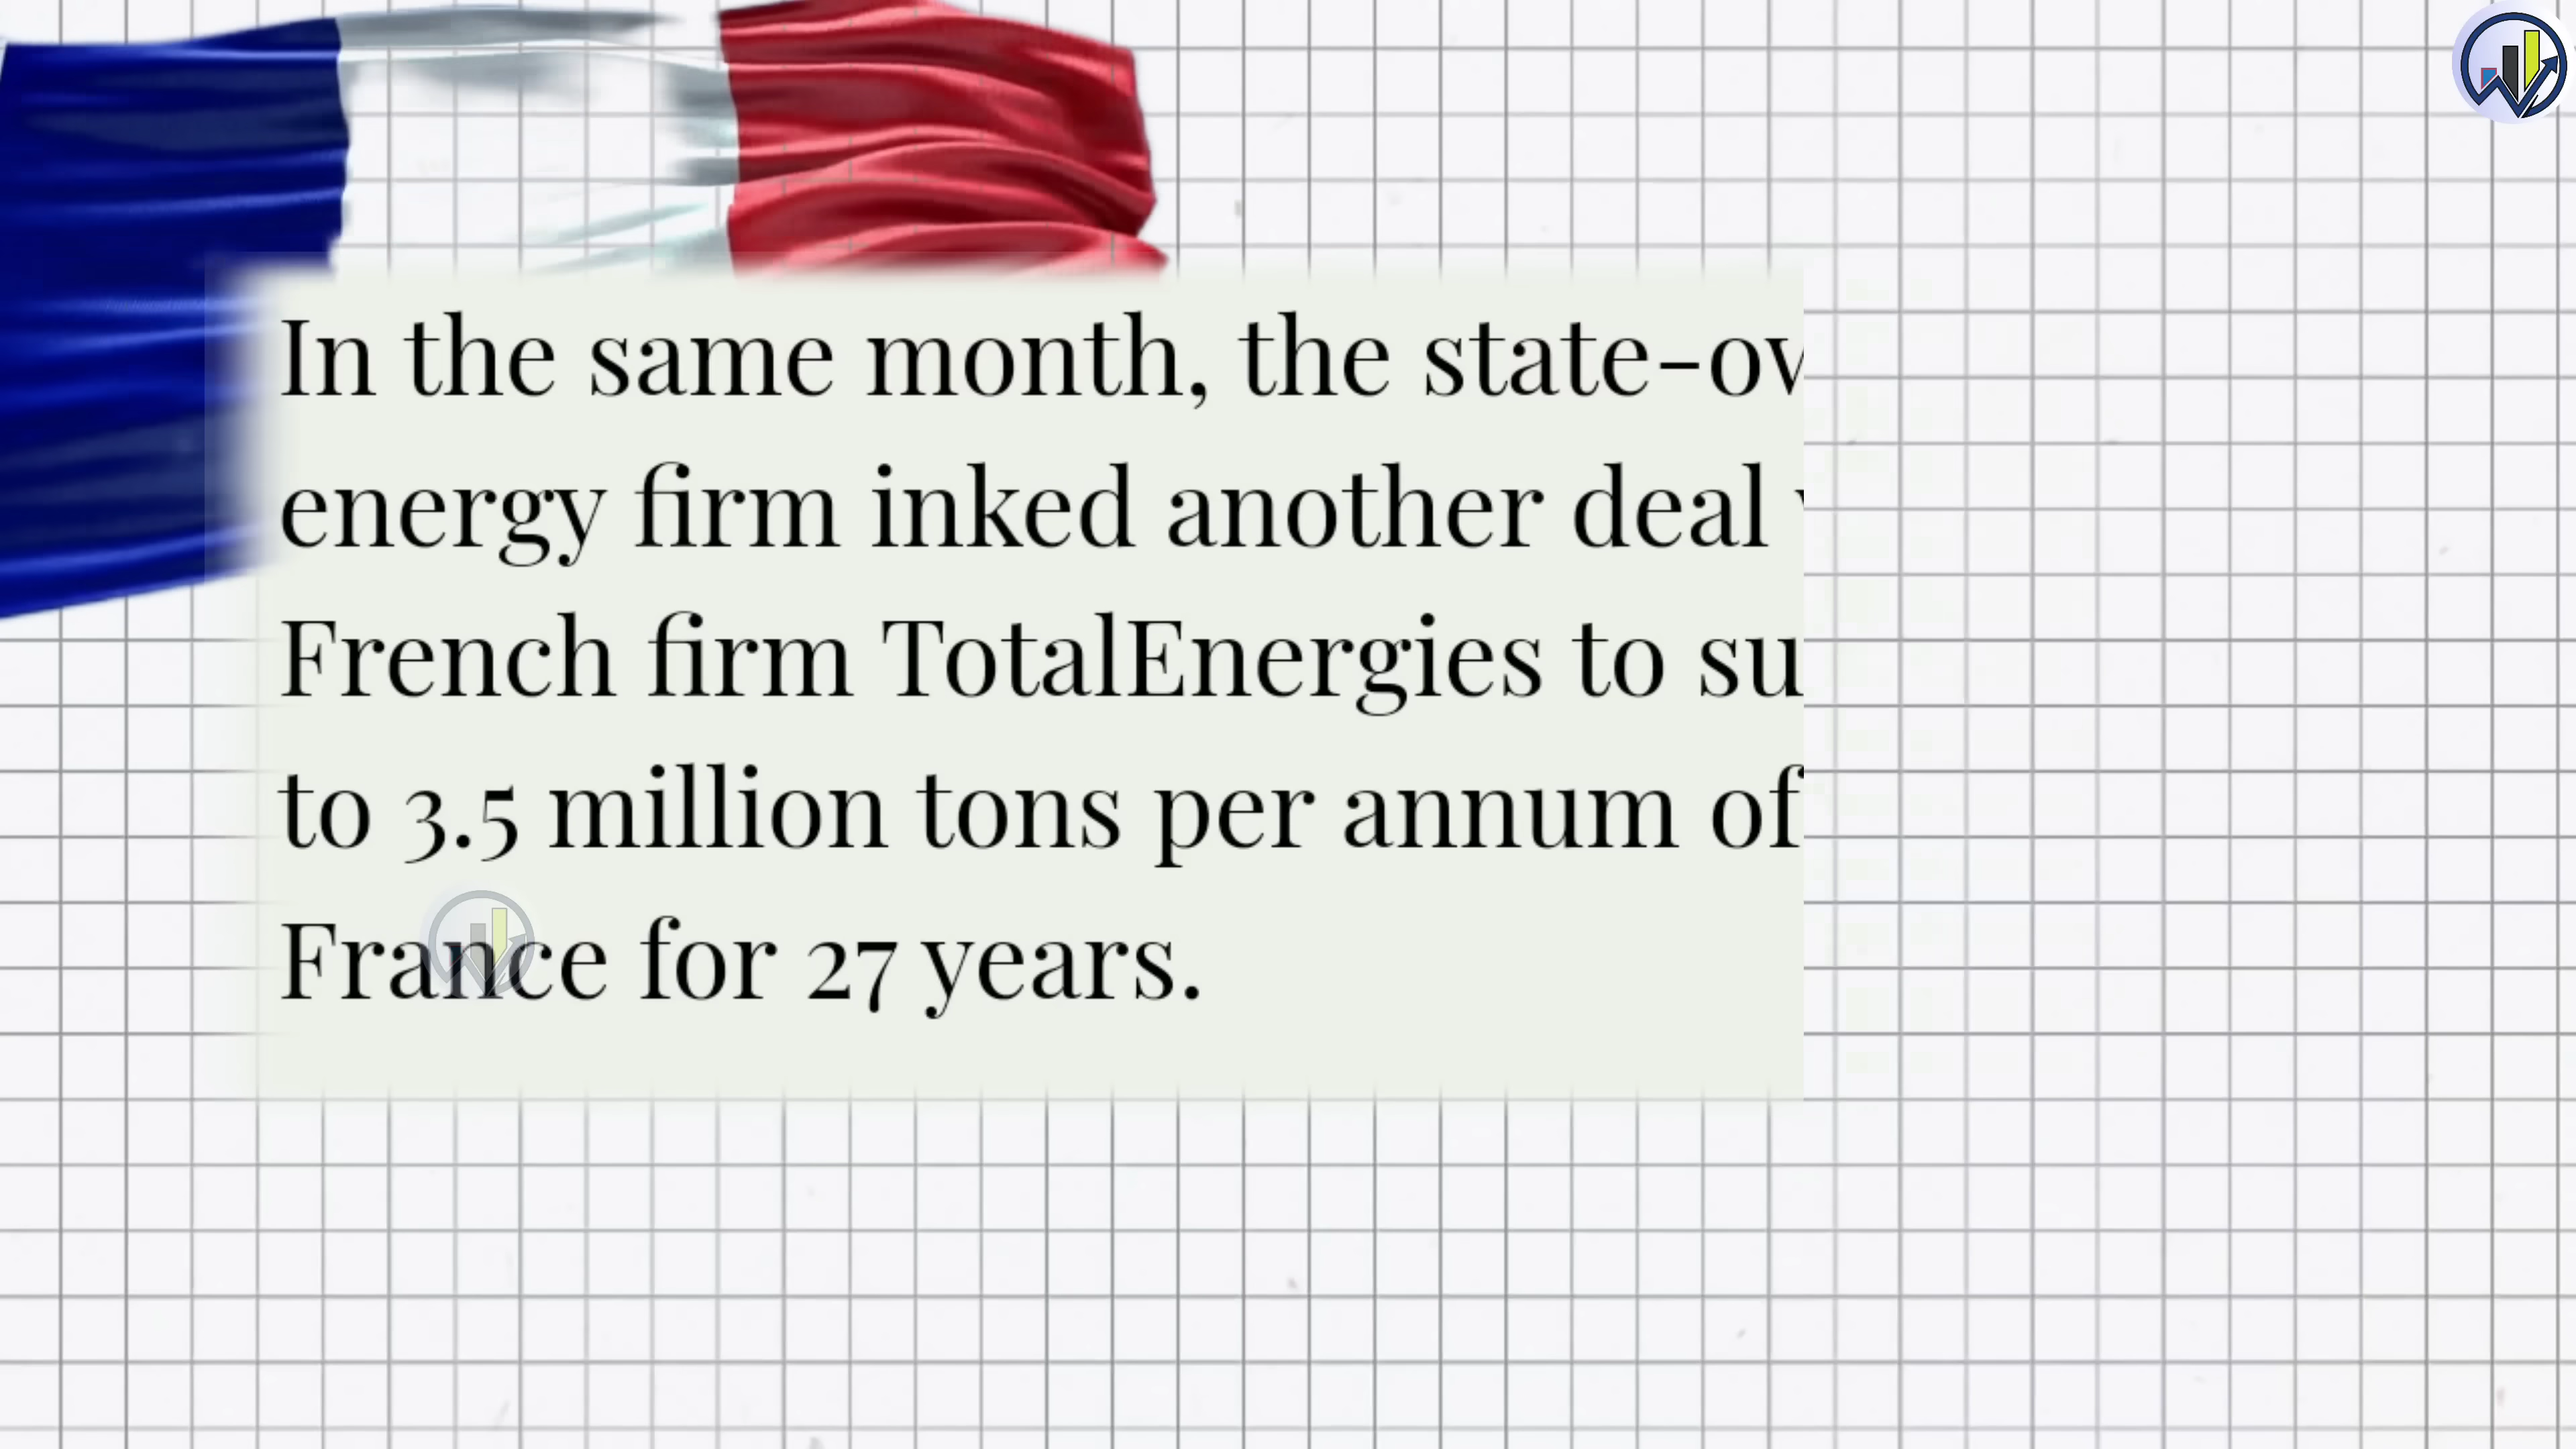 In the same month, the state-ov
energy firm inked another deal
French firm TotalEnergies to su
to 3.5 million tons per annum of
France for 27 years.